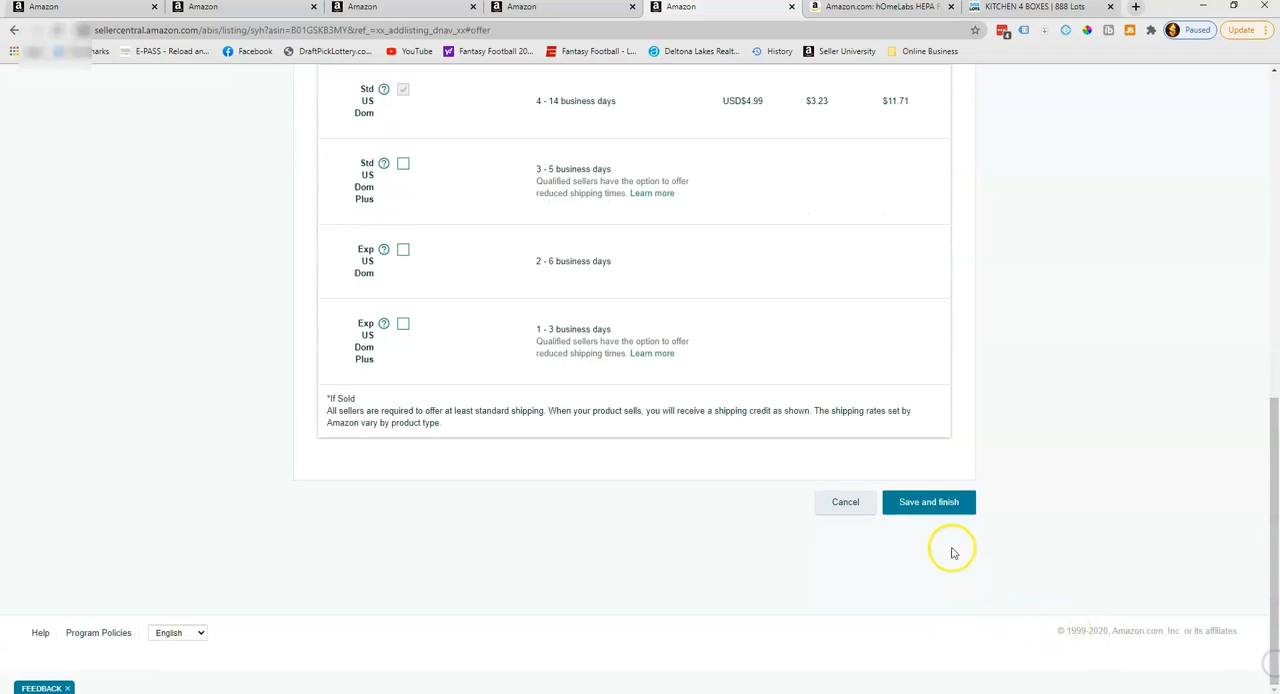 Amazon Amazon Amazon Amazon Amazon Amazon.com: hOmeLabs HEPA F KITCHEN 4 BOXES | 888 Lots
sellercentral.amazon.com/abis/listing/syh?asin=B01GSKB3MY&ref_=xx_addlisting_dnav_xx#offer Paused Update
marks E-PASS - Reload an... Facebook DraftPickLottery.co... YouTube Fantasy Football 20... Fantasy Football - L... Deltona Lakes Realt... History Seller University Online Business
Std
US
Dom
4 - 14 business days USD$4.99 $3.23 $11.71
Std
US
Dom
Plus
3 - 5 business days
Qualified sellers have the option to offer
reduced shipping times. Learn more
Exp
US
Dom
2 - 6 business days
Exp
US
Dom
Plus
1 - 3 business days
Qualified sellers have the option to offer
reduced shipping times. Learn more
*If Sold
All sellers are required to offer at least standard shipping. When your product sells, you will receive a shipping credit as shown. The shipping rates set by
Amazon vary by product type.
Cancel Save and finish
Help Program Policies English © 1999-2020, Amazon.com, Inc. or its affiliates
FEEDBACK ×